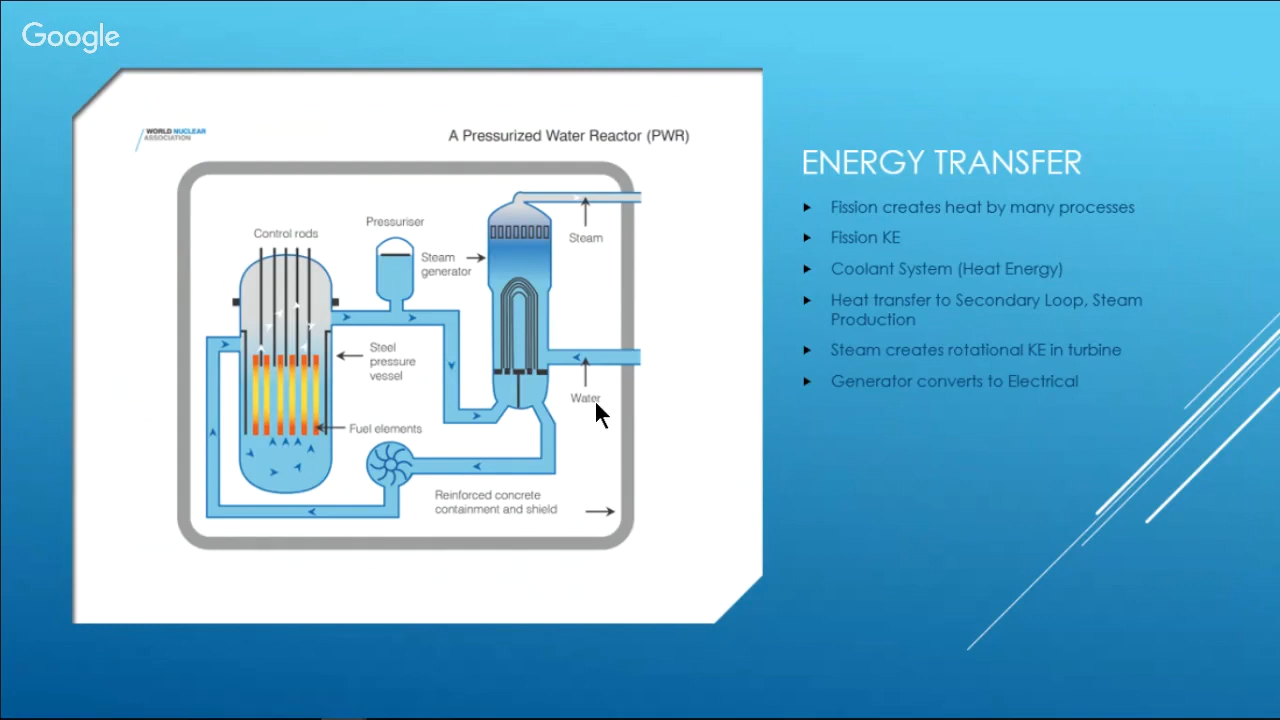 Google
WORLD NUCLEAR
ASSOCIATION
A Pressurized Water Reactor (PWR)
Control rods
Pressuriser
Steam
generator
Steam
Steel
pressure
vessel
Water
Fuel elements
Reinforced concrete
containment and shield
ENERGY TRANSFER
Fission creates heat by many processes
Fission KE
Coolant System (Heat Energy)
Heat transfer to Secondary Loop, Steam
Production
Steam creates rotational KE in turbine
Generator converts to Electrical